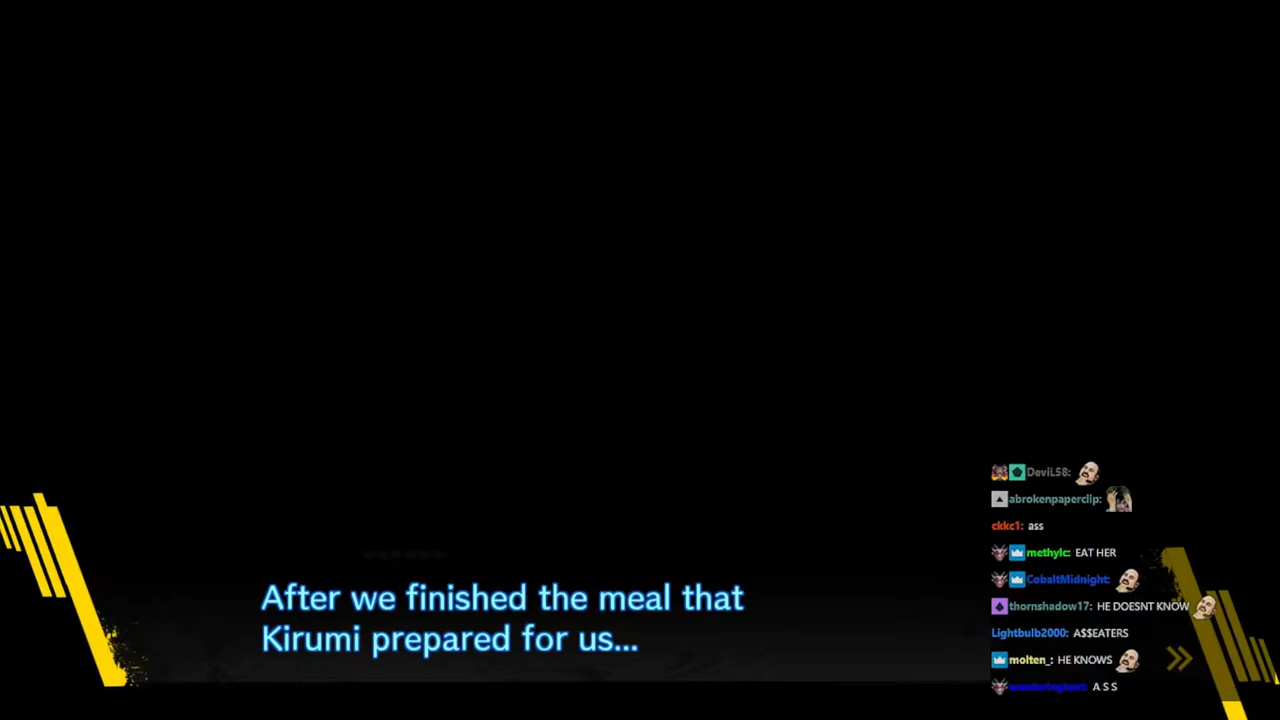 After we finished the meal that
Kirumi prepared for us...
DeviL58:
abrokenpaperclip:
ckkc1: ass
methylc: EAT HER
CobaltMidnight:
thornshadow17: HE DOESNT KNOW
Lightbulb2000: A$$EATERS
molten_: HE KNOWS
A S S